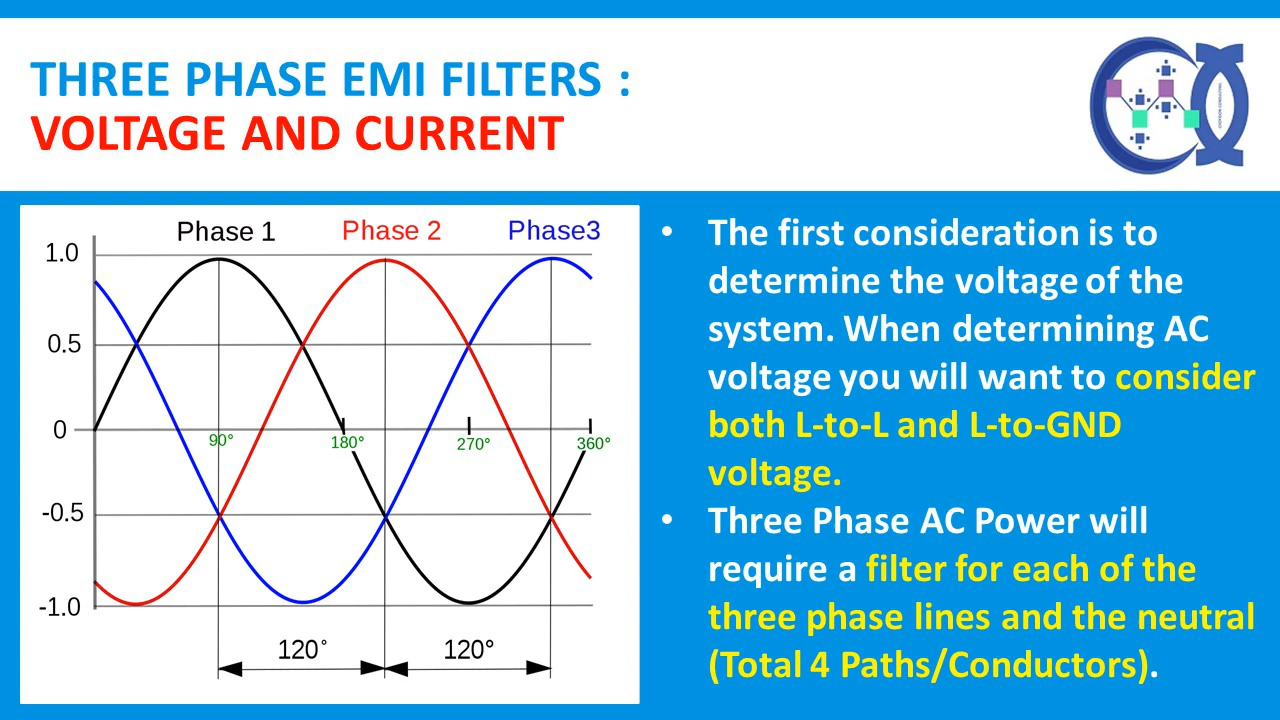 THREE PHASE EMI FILTERS :
VOLTAGE AND CURRENT
Phase 1
Phase 2
Phase3
1.0
0.5
0
-0.5
-1.0
90°
180°
270°
360°
120°
120°
• The first consideration is to
determine the voltage of the
system. When determining AC
voltage you will want to consider
both L-to-L and L-to-GND
voltage.
• Three Phase AC Power will
require a filter for each of the
three phase lines and the neutral
(Total 4 Paths/Conductors).